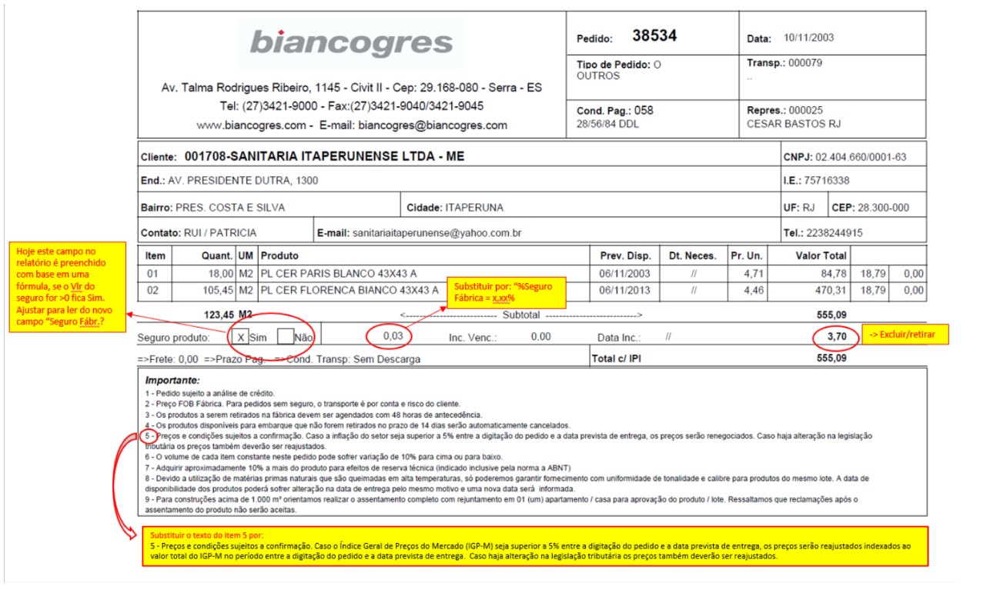 biancogres
Av. Talma Rodrigues Ribeiro, 1145 - Civit II - Cep: 29.168-080 - Serra - ES
Tel: (27)3421-9000 - Fax:(27)3421-9040/3421-9045
www.biancogres.com - E-mail: biancogres@biancogres.com
Pedido: 38534
Data: 10/11/2003
Tipo de Pedido: O
OUTROS
Transp.: 000079
..
Cond. Pag.: 058
28/56/84 DDL
Repres.: 000025
CESAR BASTOS RJ
Cliente: 001708-SANITARIA ITAPERUNENSE LTDA - ME
CNPJ: 02.404.660/0001-63
End.: AV. PRESIDENTE DUTRA, 1300
I.E.: 75716338
Bairro: PRES. COSTA E SILVA
Cidade: ITAPERUNA
UF: RJ
CEP: 28.300-000
Contato: RUI / PATRICIA
E-mail: sanitariaitaperunense@yahoo.com.br
Tel.: 2238244915
Item Quant. UM Produto Prev. Disp. Dt. Neces. Pr. Un. Valor Total
01 18,00 M2 PL CER PARIS BLANCO 43X43 A 06/11/2003 // 4,71 84,78 18,79 0,00
02 105,45 M2 PL CER FLORENCA BIANCO 43X43 A 06/11/2013 // 4,46 470,31 18,79 0,00
123,45 M2 <---------------------------- Subtotal ---------------------------> 555,09
Seguro produto: X Sim Não 0,03 Inc. Venc.: 0.00 Data Inc.: // 3,70
=>Frete: 0,00 =>Prazo Pag. =>Cond. Transp: Sem Descarga
Total c/ IPI 555,09
Hoje este campo no
relatório é preenchido
com base em uma
fórmula, se o Vlr do
seguro for >0 fica Sim.
Ajustar para ler do novo
campo “Seguro Fábr.?
Substituir por: “%Seguro
Fábrica = x,xx%
-> Excluir/retirar
Importante:
1 - Pedido sujeito a análise de crédito.
2 - Preço FOB Fábrica. Para pedidos sem seguro, o transporte é por conta e risco do cliente.
3 - Os produtos a serem retirados na fábrica devem ser agendados com 48 horas de antecedência.
4 - Os produtos disponíveis para embarque que não forem retirados no prazo de 14 dias serão automaticamente cancelados.
5 - Preços e condições sujeitos a confirmação. Caso a inflação do setor seja superior a 5% entre a digitação do pedido e a data prevista de entrega, os preços serão renegociados. Caso haja alteração na legislação
tributária os preços também deverão ser reajustados.
6 - O volume de cada item constante neste pedido pode sofrer variação de 10% para cima ou para baixo.
7 - Adquirir aproximadamente 10% a mais do produto para efeitos de reserva técnica (indicado inclusive pela norma a ABNT)
8 - Devido a utilização de matérias primas naturais que são queimadas em alta temperaturas, só poderemos garantir fornecimento com uniformidade de tonalidade e calibre para produtos do mesmo lote. A data de
disponibilidade dos produtos poderá sofrer alteração na data de entrega pelo mesmo motivo e uma nova data será informada.
9 - Para construções acima de 1.000 m² orientamos realizar o assentamento completo com rejuntamento em 01 (um) apartamento / casa para aprovação do produto / lote. Ressaltamos que reclamações após o
assentamento do produto não serão aceitas.
Substituir o texto do item 5 por:
5 - Preços e condições sujeitos a confirmação. Caso o Índice Geral de Preços do Mercado (IGP-M) seja superior a 5% entre a digitação do pedido e a data prevista de entrega, os preços serão reajustados indexados ao
valor total do IGP-M no período entre a digitação do pedido e a data prevista de entrega. Caso haja alteração na legislação tributária os preços também deverão ser reajustados.